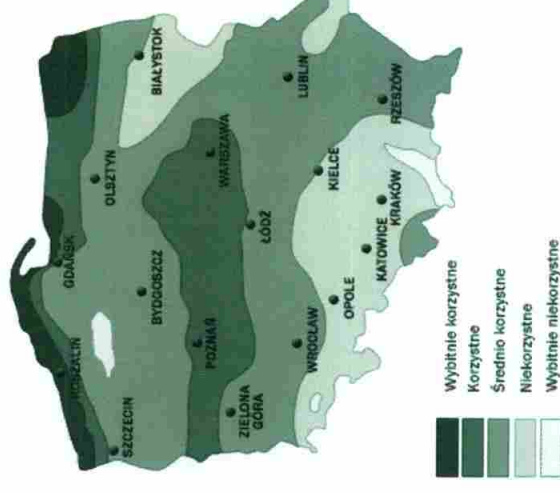 KOSZALIN
GDAŃSK
OLSZTYN
BIAŁYSTOK
SZCZECIN
BYDGOSZCZ
POZNAŃ
WARSZAWA
ZIELONA
GÓRA
ŁÓDŹ
LUBLIN
WROCŁAW
KIELCE
OPOLE
KATOWICE
KRAKÓW
RZESZÓW
Wybitnie korzystne
Korzystne
Średnio korzystne
Niekorzystne
Wybitnie niekorzystne